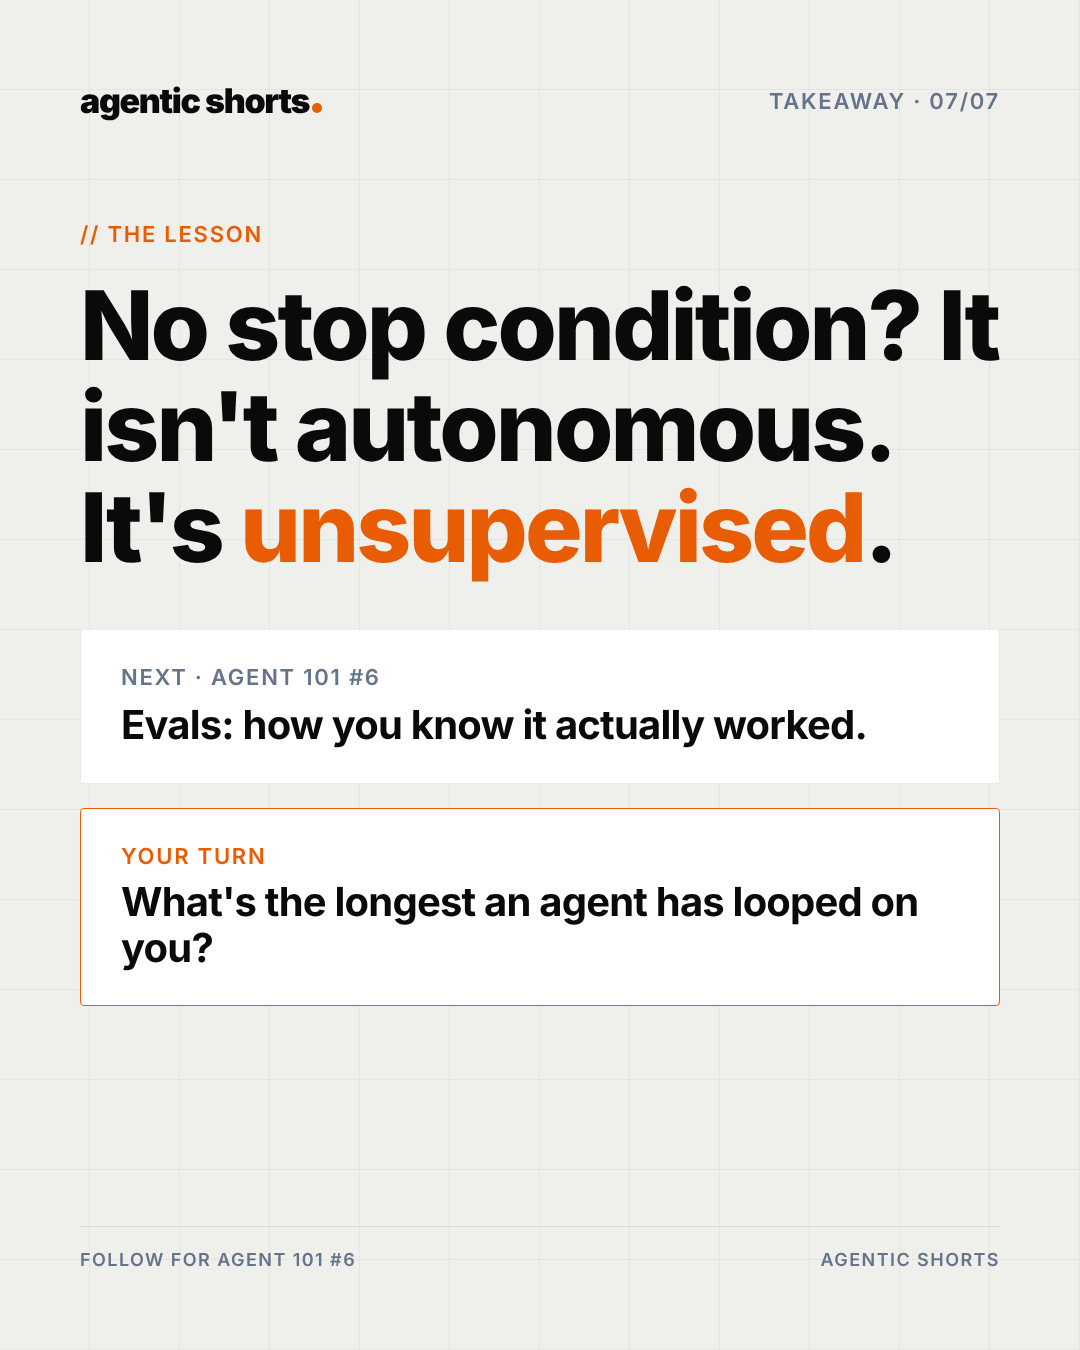 agentic shorts.
TAKEAWAY · 07/07
// THE LESSON
No stop condition? It
isn't autonomous.
It's unsupervised.
NEXT · AGENT 101 #6
Evals: how you know it actually worked.
YOUR TURN
What's the longest an agent has looped on
you?
FOLLOW FOR AGENT 101 #6
AGENTIC SHORTS